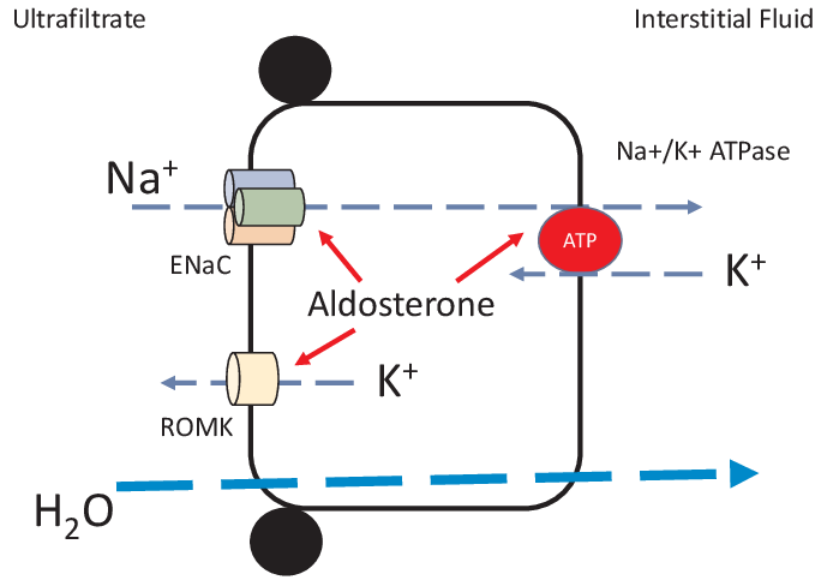 Ultrafiltrate
Interstitial Fluid
Na⁺
Na+/K+ ATPase
ATP
ENaC
K⁺
Aldosterone
K⁺
ROMK
H₂O